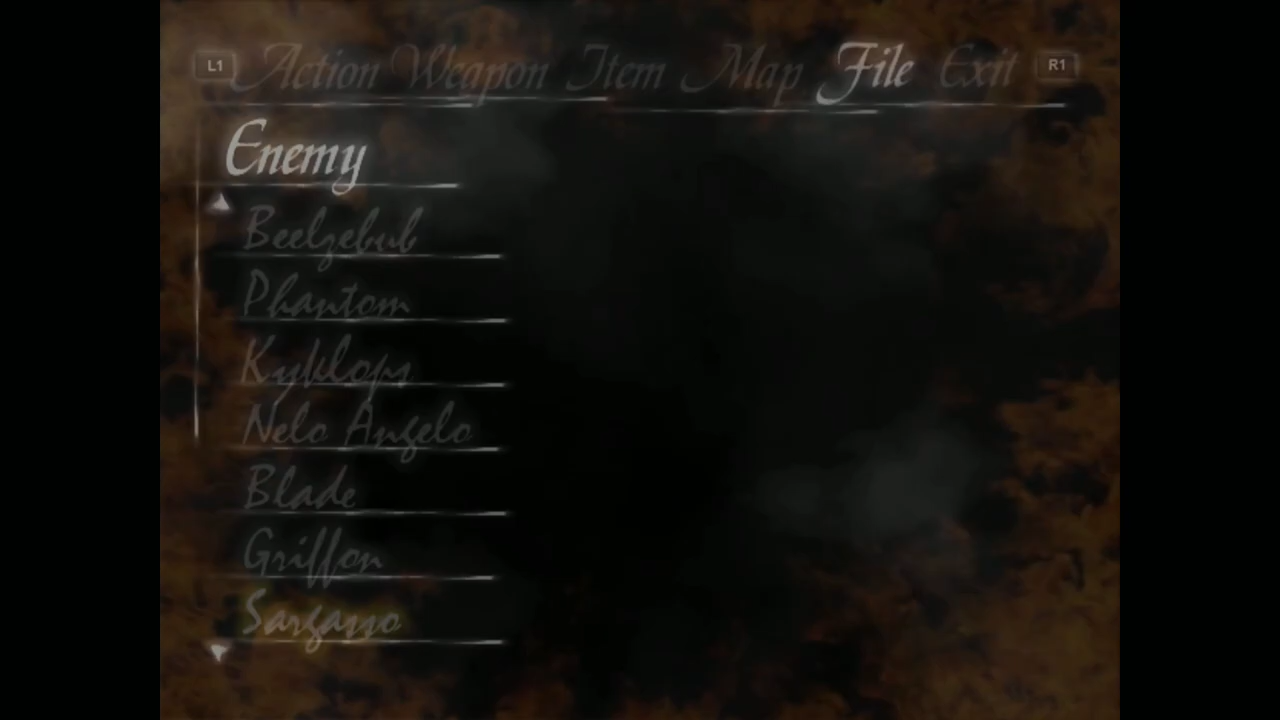 L1 Action Weapon Item Map File Exit R1
Enemy
Beelzebub
Phantom
Kyklops
Nelo Angelo
Blade
Griffon
Sargasso